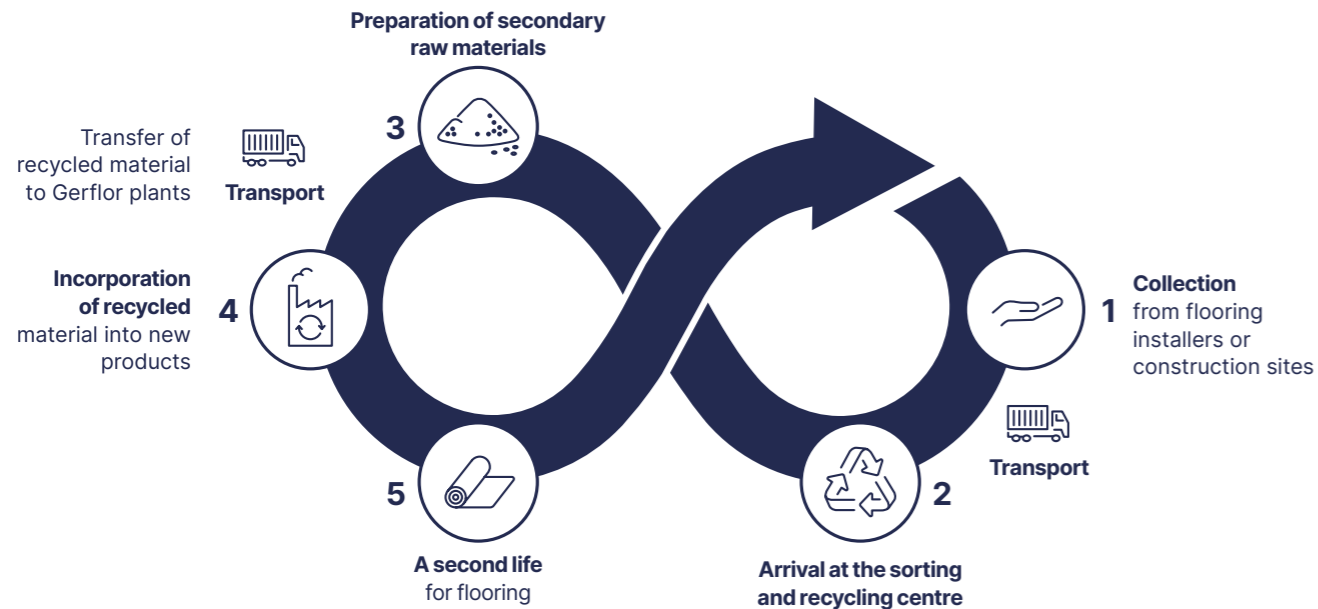 Preparation of secondary
raw materials
3
Transfer of
recycled material
to Gerflor plants
Transport
Incorporation
of recycled
material into new
products
4
1
Collection
from flooring
installers or
construction sites
Transport
5
2
A second life
for flooring
Arrival at the sorting
and recycling centre